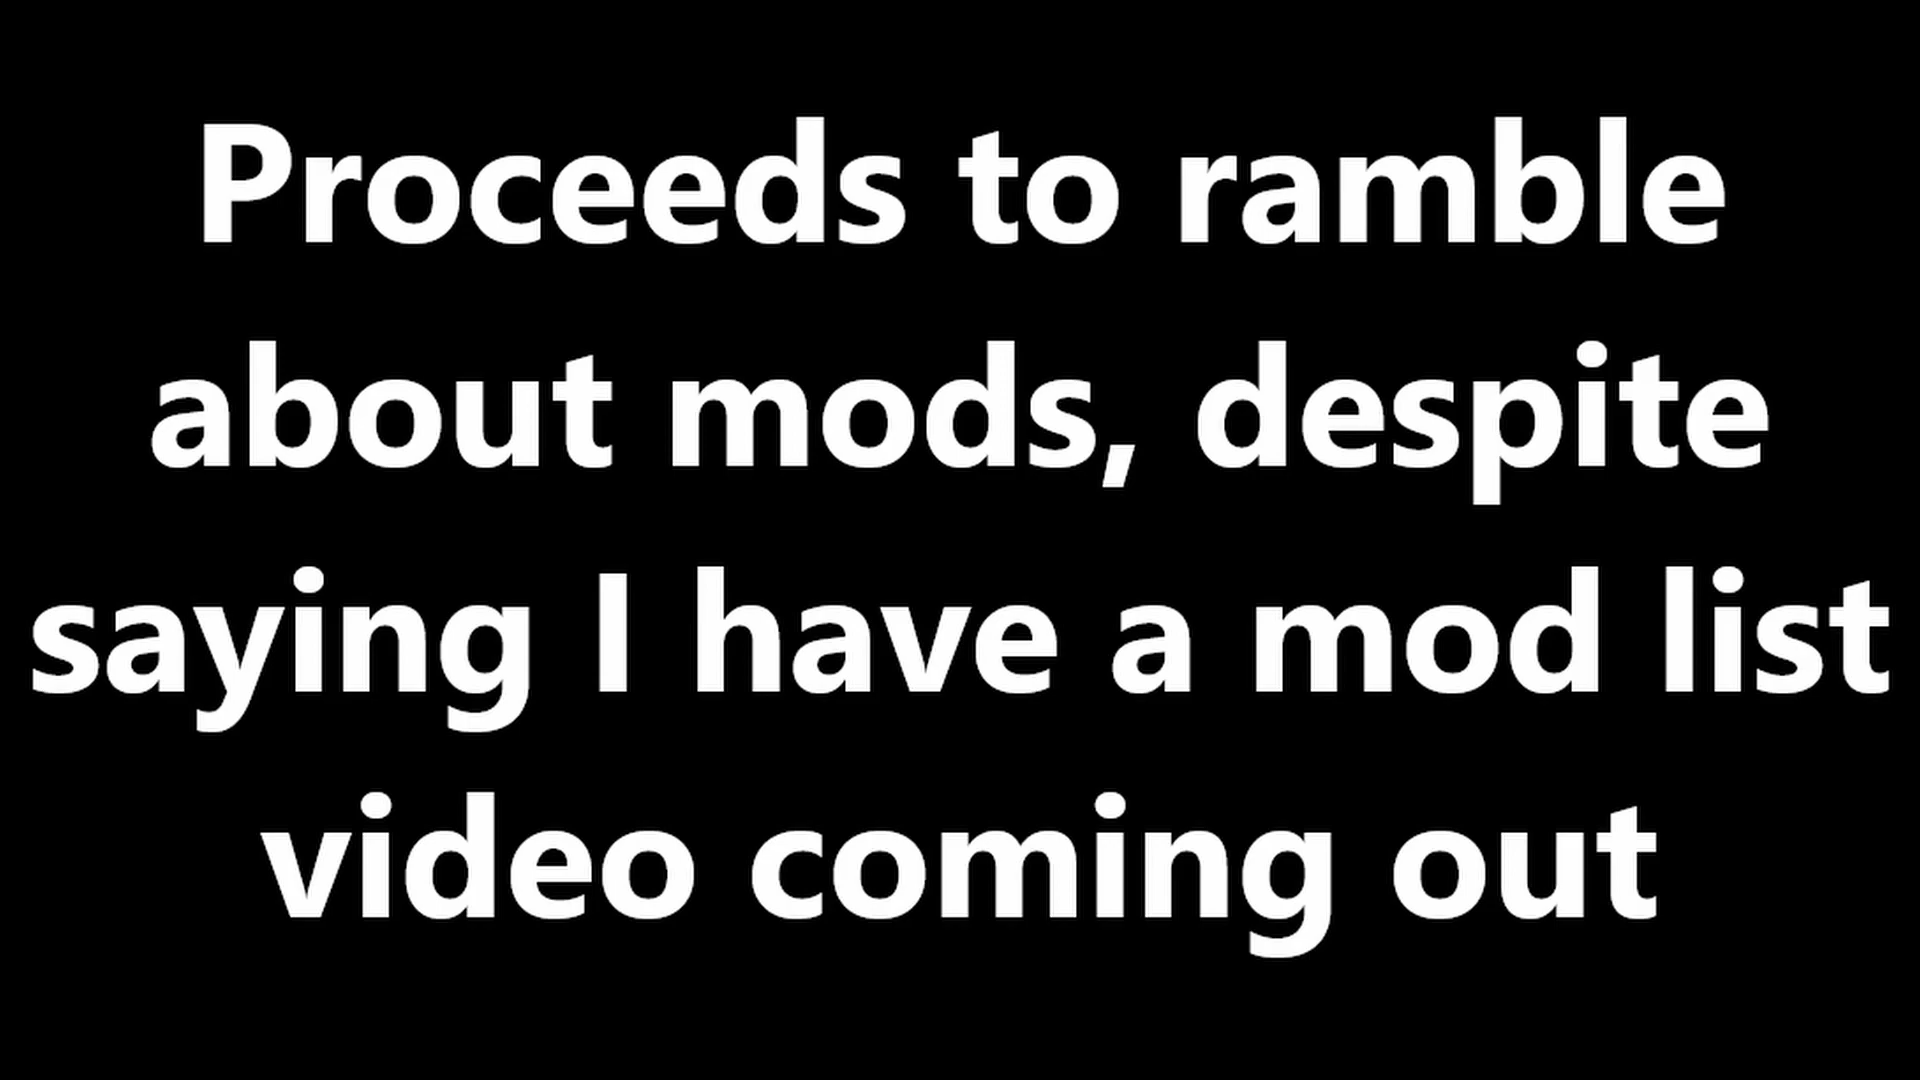 Proceeds to ramble
about mods, despite
saying I have a mod list
video coming out